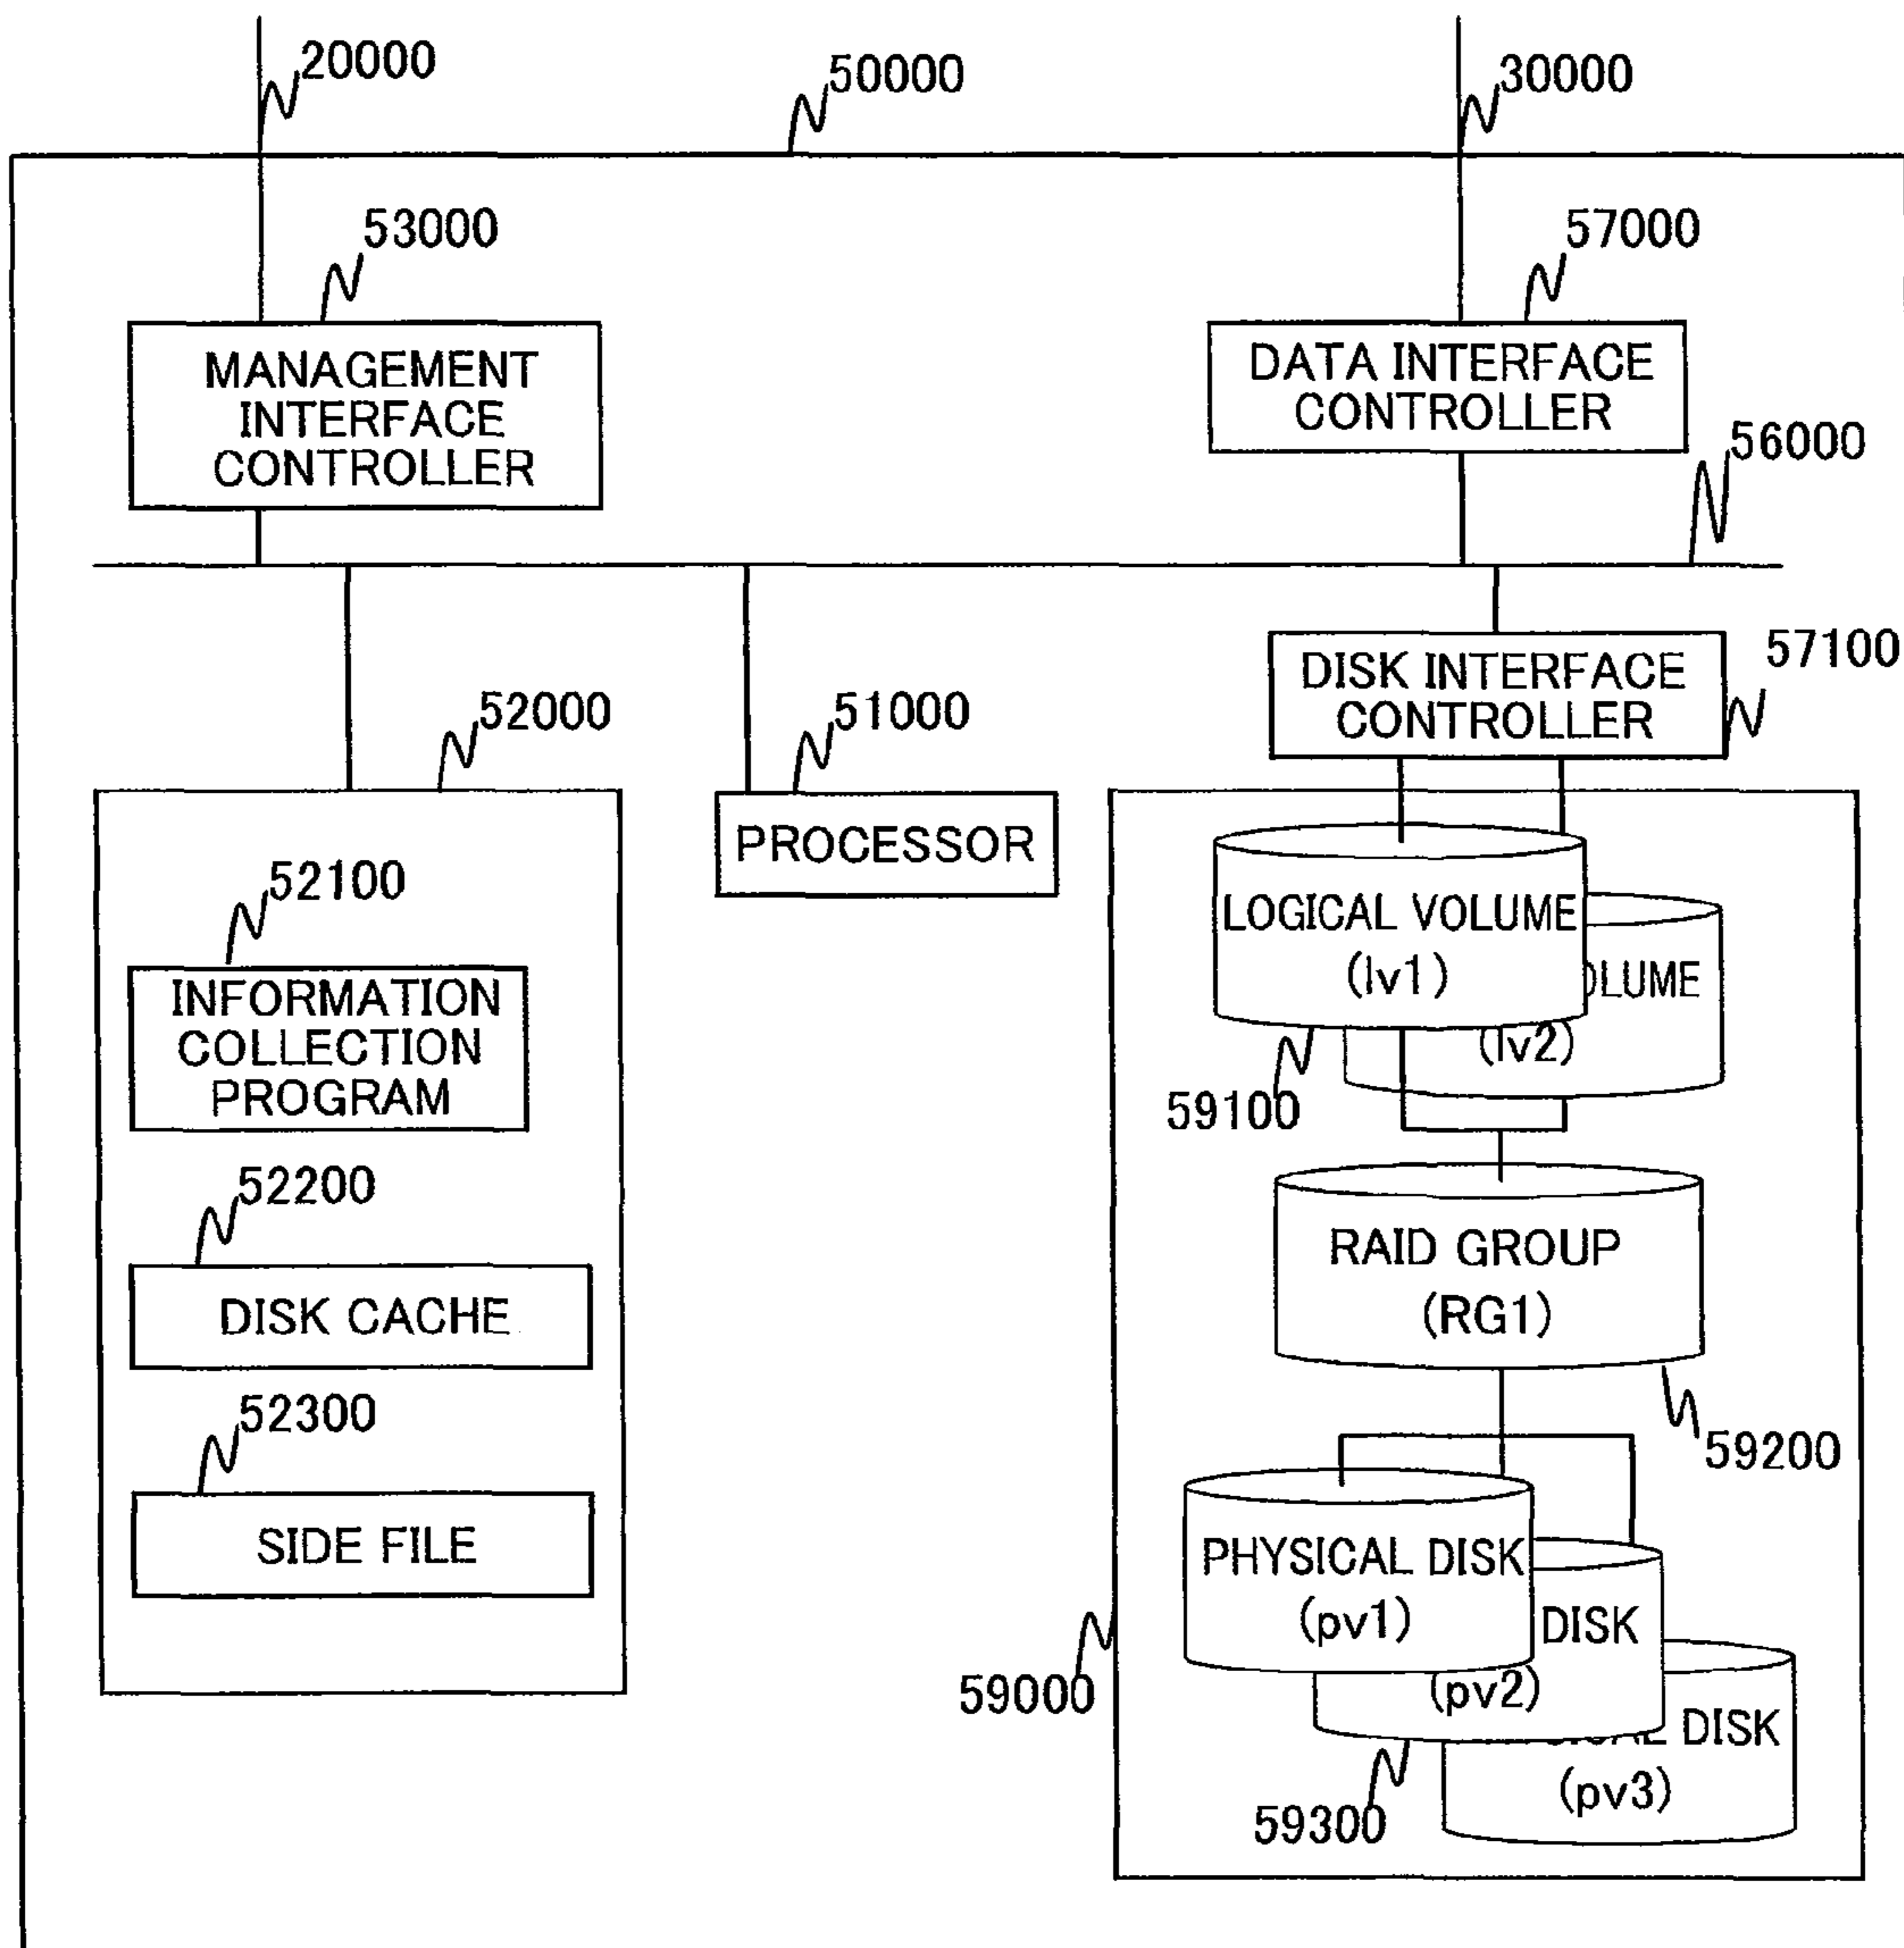 20000
50000
30000
53000
57000
MANAGEMENT
INTERFACE
CONTROLLER
DATA INTERFACE
CONTROLLER
56000
57100
DISK INTERFACE
CONTROLLER
52000
51000
PROCESSOR
52100
INFORMATION
COLLECTION
PROGRAM
LOGICAL VOLUME
(lv1)
(lv2)
59100
52200
DISK CACHE
RAID GROUP
(RG1)
59200
52300
SIDE FILE
PHYSICAL DISK
(pv1)
DISK
(pv2)
DISK
(pv3)
59000
59300